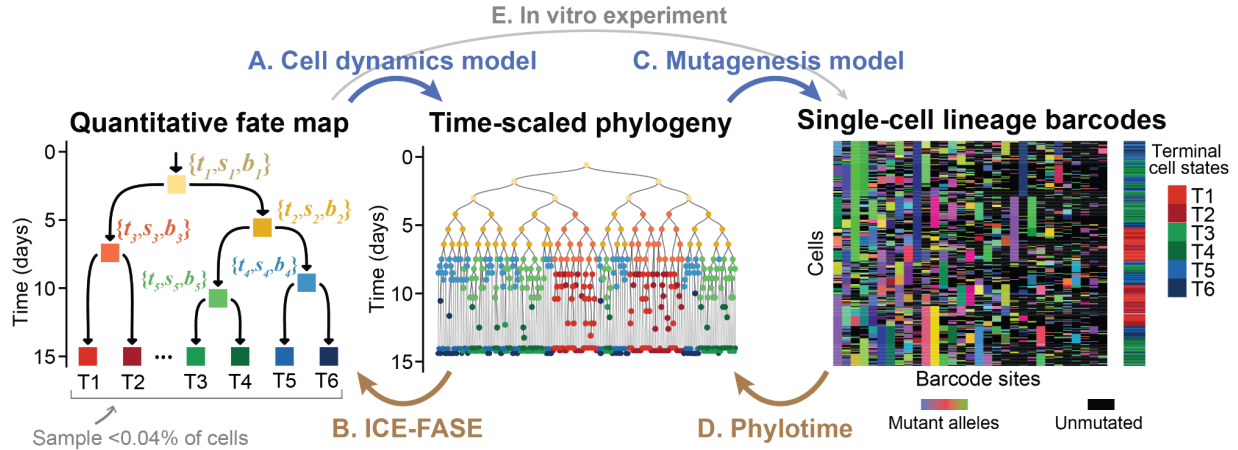 E. In vitro experiment
A. Cell dynamics model
C. Mutagenesis model
Quantitative fate map
Time-scaled phylogeny
Single-cell lineage barcodes
Time (days)
0
5
10
15
{t1,s1,b1}
{t2,s2,b2}
{t3,s3,b3}
{t4,s4,b4}
{t5,s5,b5}
T1
T2
...
T3
T4
T5
T6
Sample <0.04% of cells
B. ICE-FASE
Time (days)
0
5
10
15
D. Phylotime
Cells
Barcode sites
Mutant alleles
Unmutated
Terminal
cell states
T1
T2
T3
T4
T5
T6